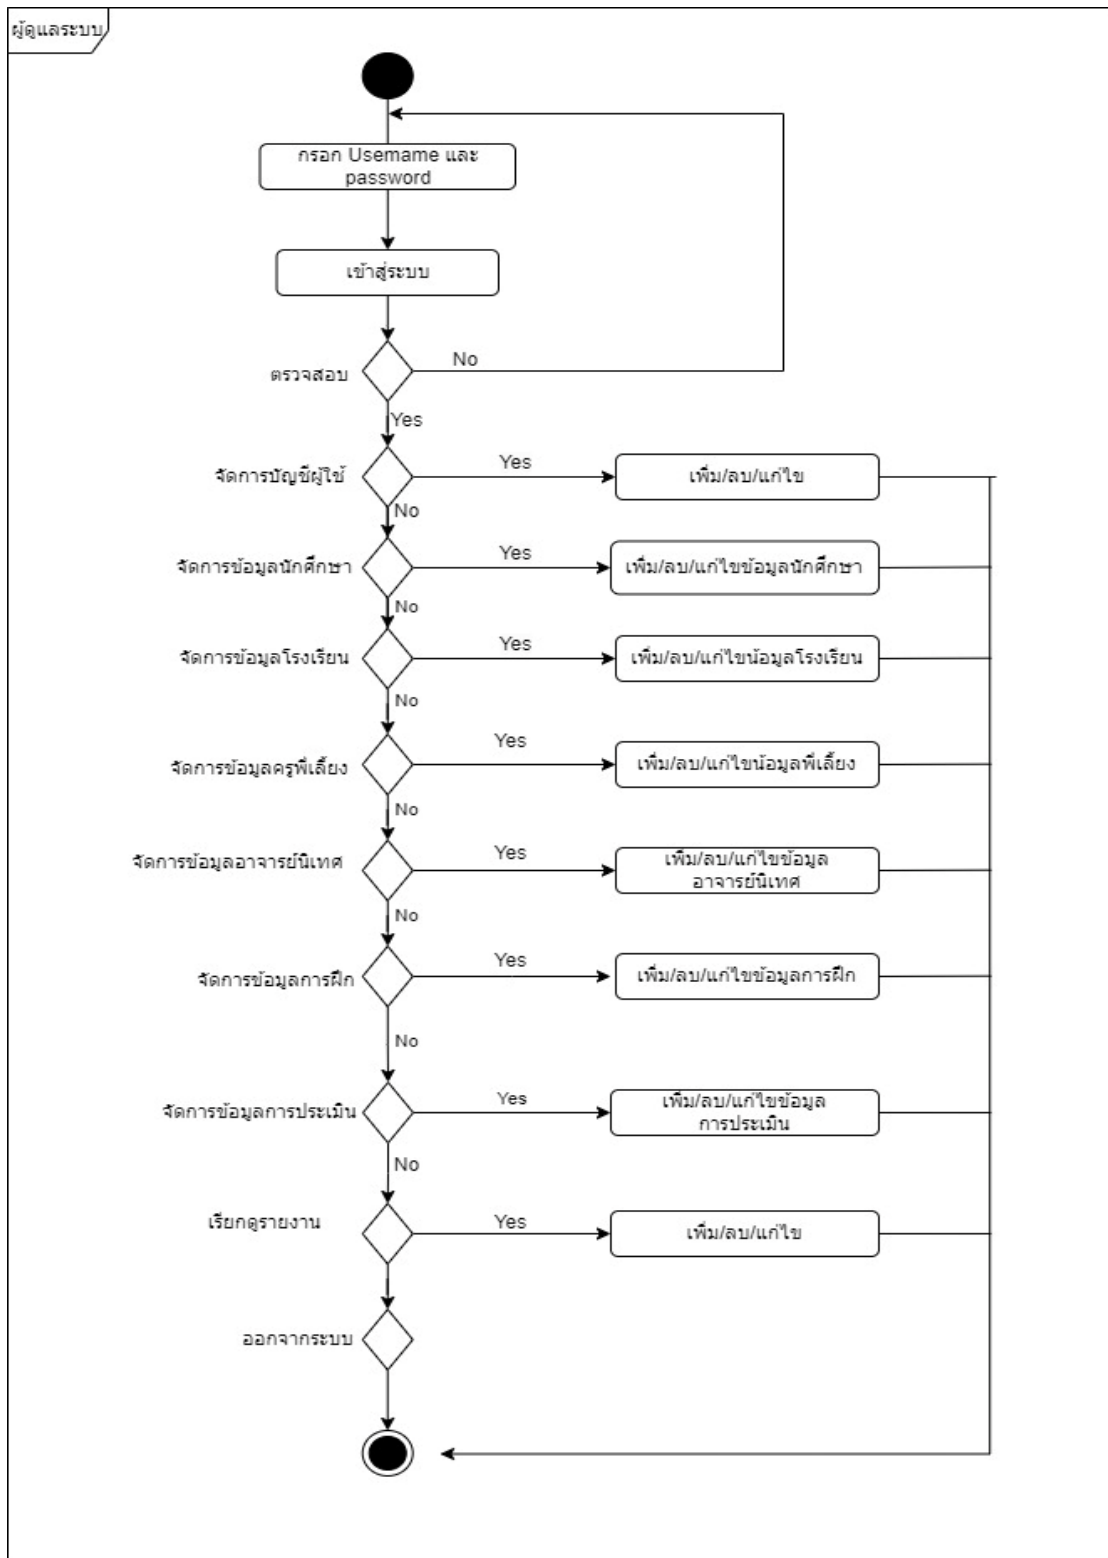 ผู้ดูแลระบบ
กรอก Username และ
password
เข้าสู่ระบบ
ตรวจสอบ
No
Yes
จัดการบัญชีผู้ใช้
Yes
เพิ่ม/ลบ/แก้ไข
No
จัดการข้อมูลนักศึกษา
Yes
เพิ่ม/ลบ/แก้ไขข้อมูลนักศึกษา
No
จัดการข้อมูลโรงเรียน
Yes
เพิ่ม/ลบ/แก้ไขน้อมูลโรงเรียน
No
จัดการข้อมูลครูพี่เลี้ยง
Yes
เพิ่ม/ลบ/แก้ไขน้อมูลพี่เลี้ยง
No
จัดการข้อมูลอาจารย์นิเทศ
Yes
เพิ่ม/ลบ/แก้ไขข้อมูล
อาจารย์นิเทศ
No
จัดการข้อมูลการฝึก
Yes
เพิ่ม/ลบ/แก้ไขข้อมูลการฝึก
No
จัดการข้อมูลการประเมิน
Yes
เพิ่ม/ลบ/แก้ไขข้อมูล
การประเมิน
No
เรียกดูรายงาน
Yes
เพิ่ม/ลบ/แก้ไข
ออกจากระบบ